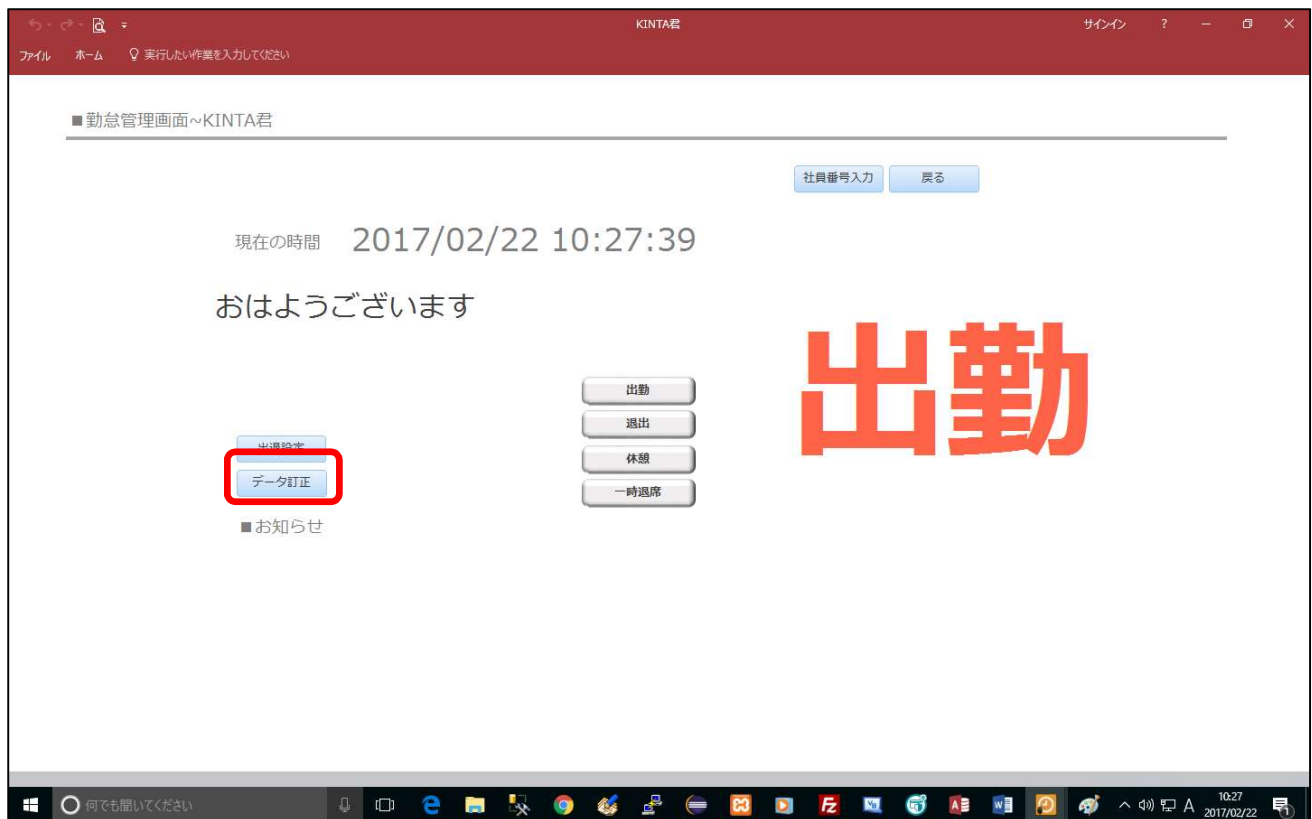 KINTA君
サインイン ?
ファイル ホーム 実行したい作業を入力してください
■勤怠管理画面~KINTA君
社員番号入力 戻る
現在の時間 2017/02/22 10:27:39
おはようございます
出勤
出勤
退出
休憩
一時退席
出退設定
データ訂正
■お知らせ
何でも聞いてください
A 10:27
2017/02/22